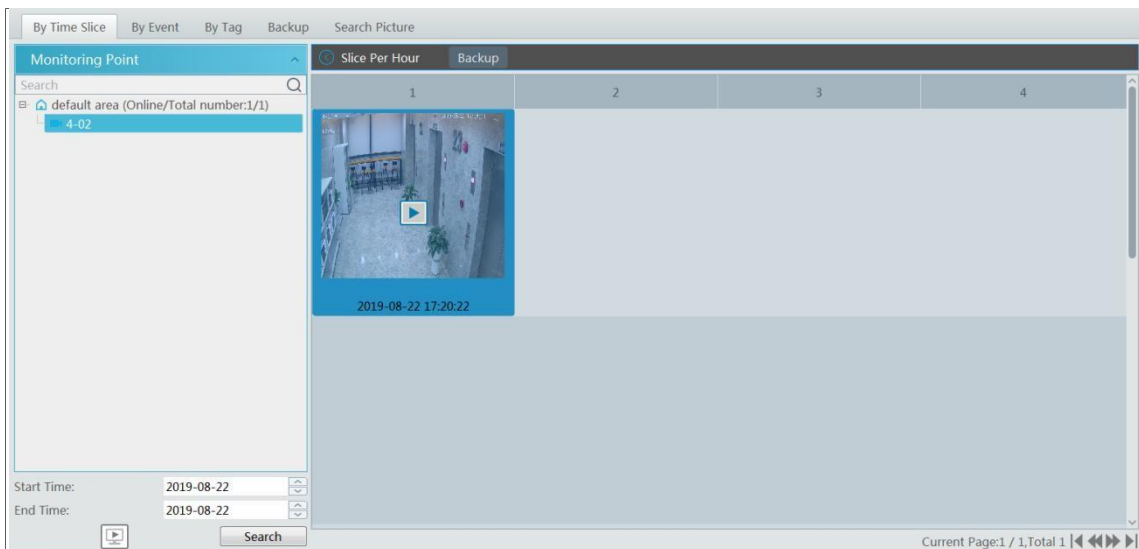 By Time Slice By Event By Tag Backup Search Picture
Monitoring Point
Search
default area (Online/Total number:1/1)
4-02
Slice Per Hour Backup
1 2 3 4
2019-08-22 17:20:22
Start Time: 2019-08-22
End Time: 2019-08-22
Search
Current Page:1 / 1,Total 1